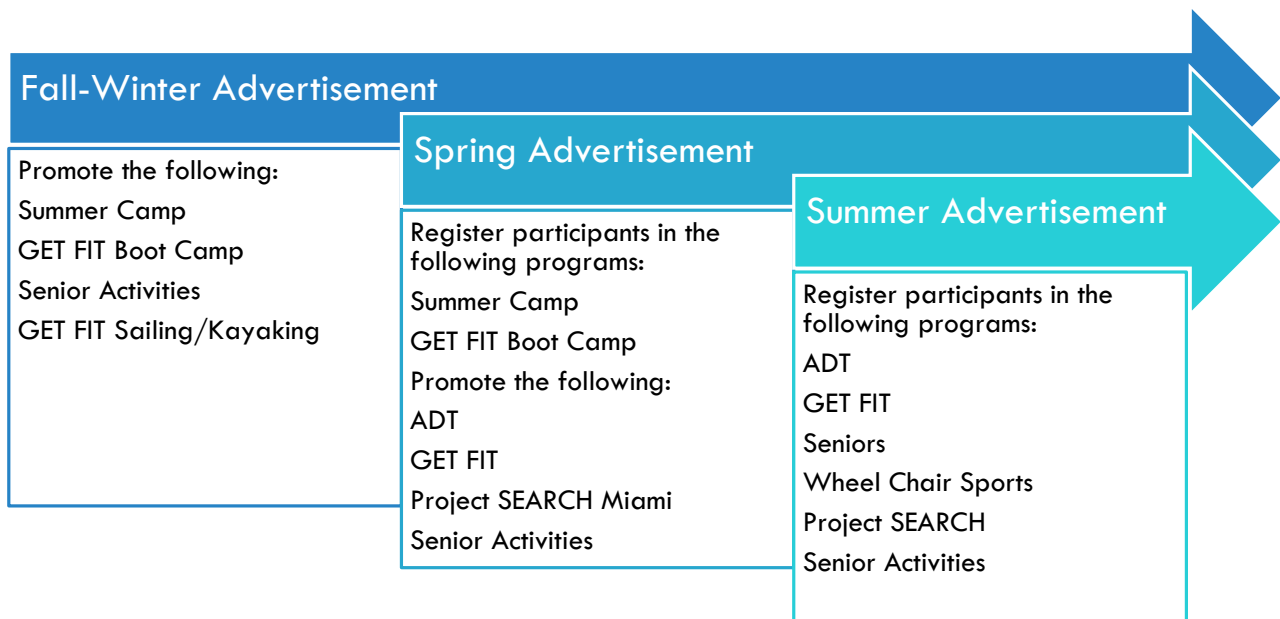 Fall-Winter Advertisement
Promote the following:
Summer Camp
GET FIT Boot Camp
Senior Activities
GET FIT Sailing/Kayaking
Spring Advertisement
Register participants in the
following programs:
Summer Camp
GET FIT Boot Camp
Promote the following:
ADT
GET FIT
Project SEARCH Miami
Senior Activities
Summer Advertisement
Register participants in the
following programs:
ADT
GET FIT
Seniors
Wheel Chair Sports
Project SEARCH
Senior Activities